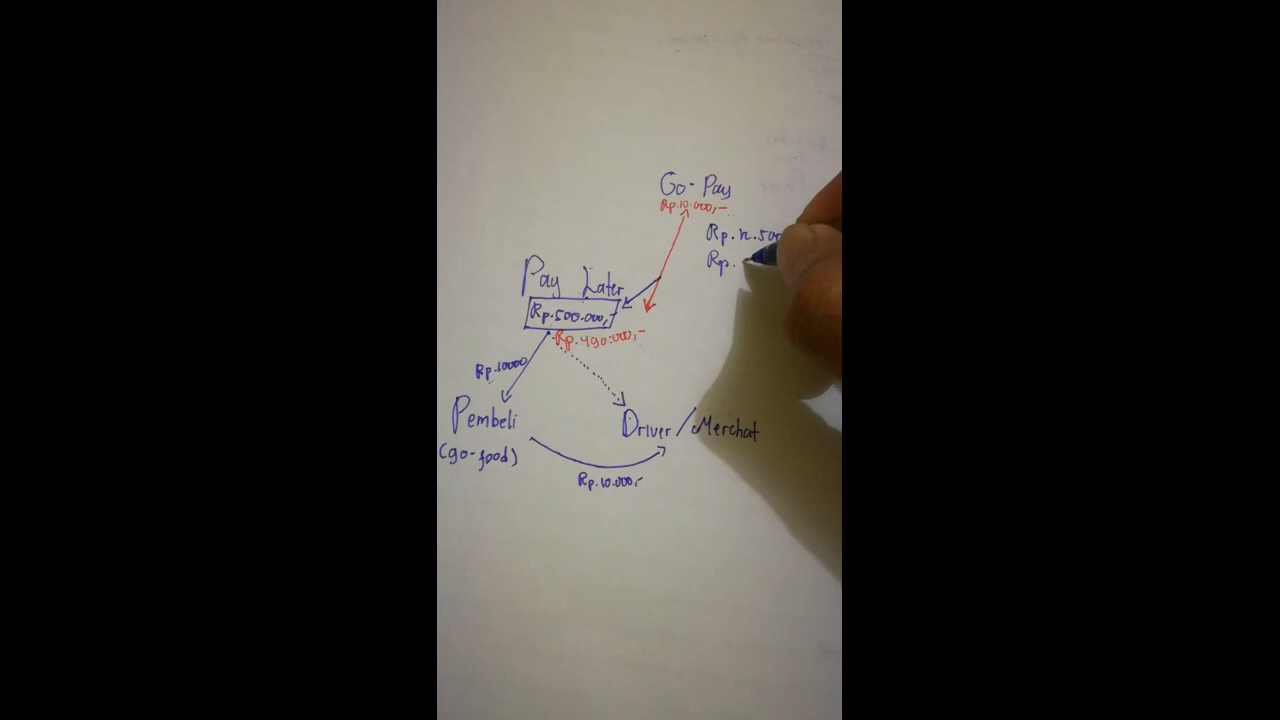 Go-Pay
Rp.10.000,-
Rp.
Pay Later
Rp.500.000,-
Rp.490.000,-
Rp.10000
Pembeli
(go-food)
Driver / Merchat
Rp.10.000,-